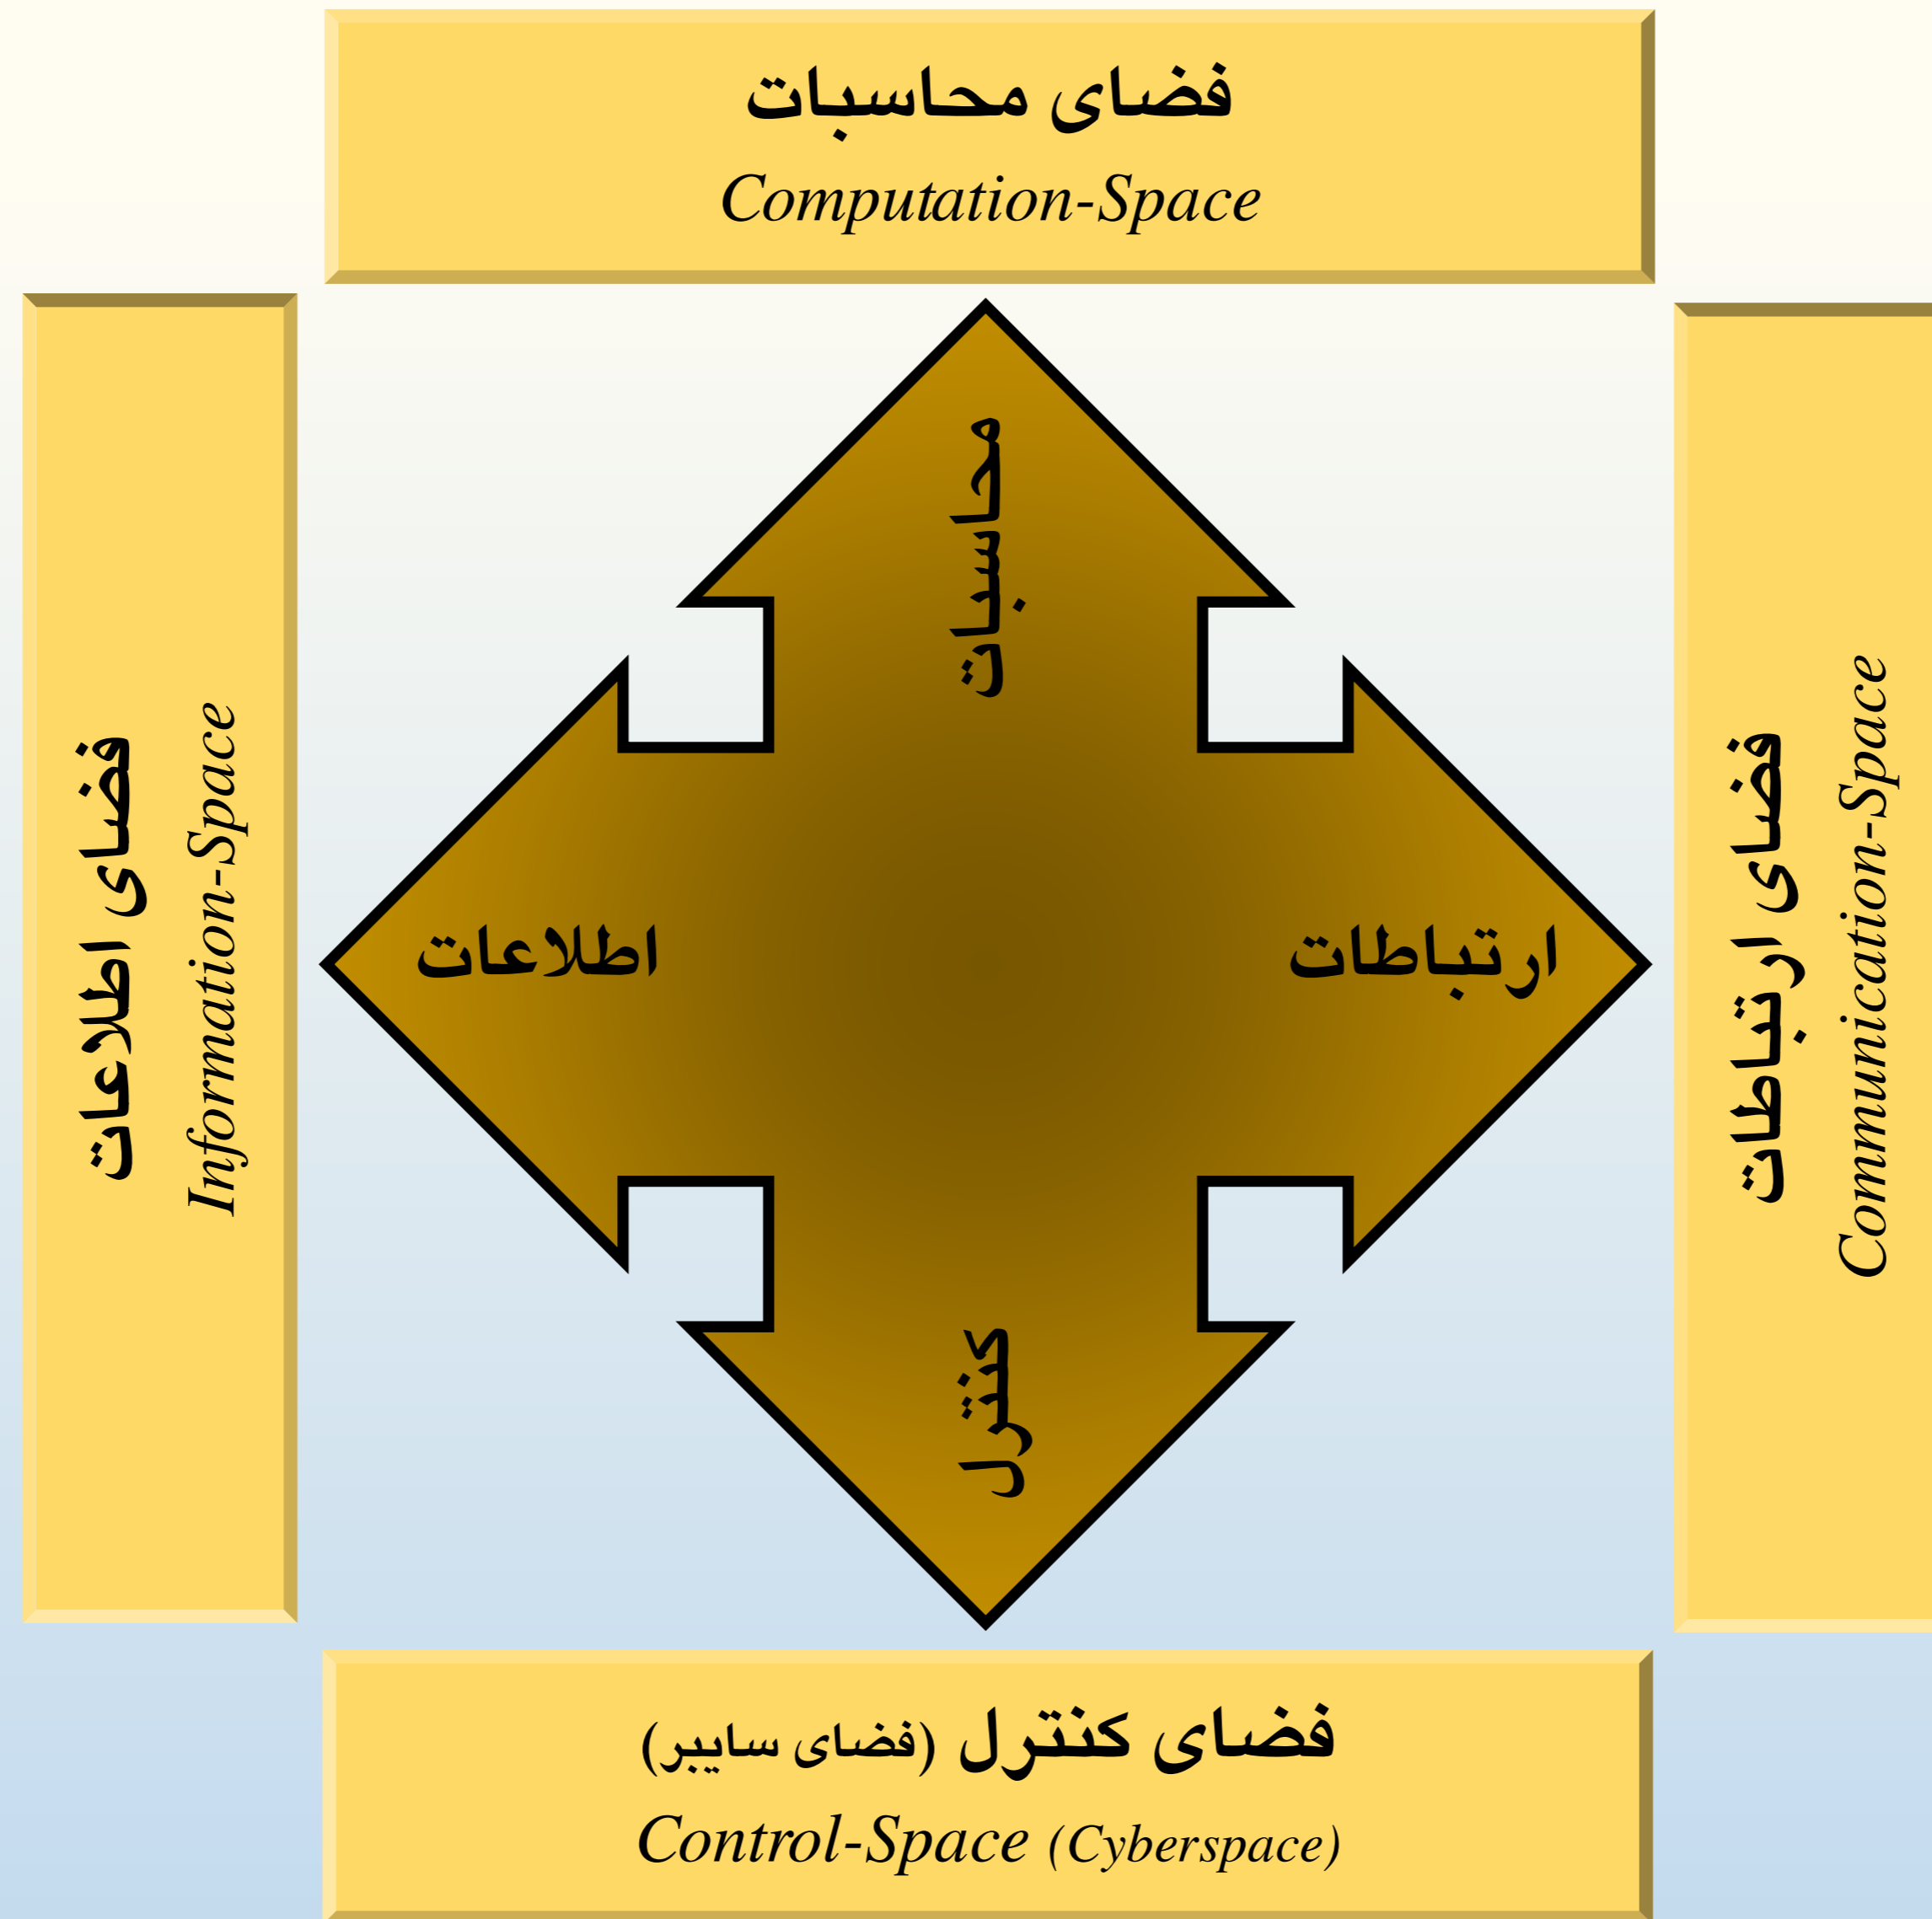 فضای محاسبات
Computation-Space
فضای اطلاعات
Information-Space
محاسبات
اطلاعات
ارتباطات
کنترل
فضای ارتباطات
Communication-Space
فضای کنترل (فضای سایبر)
Control-Space (Cyberspace)